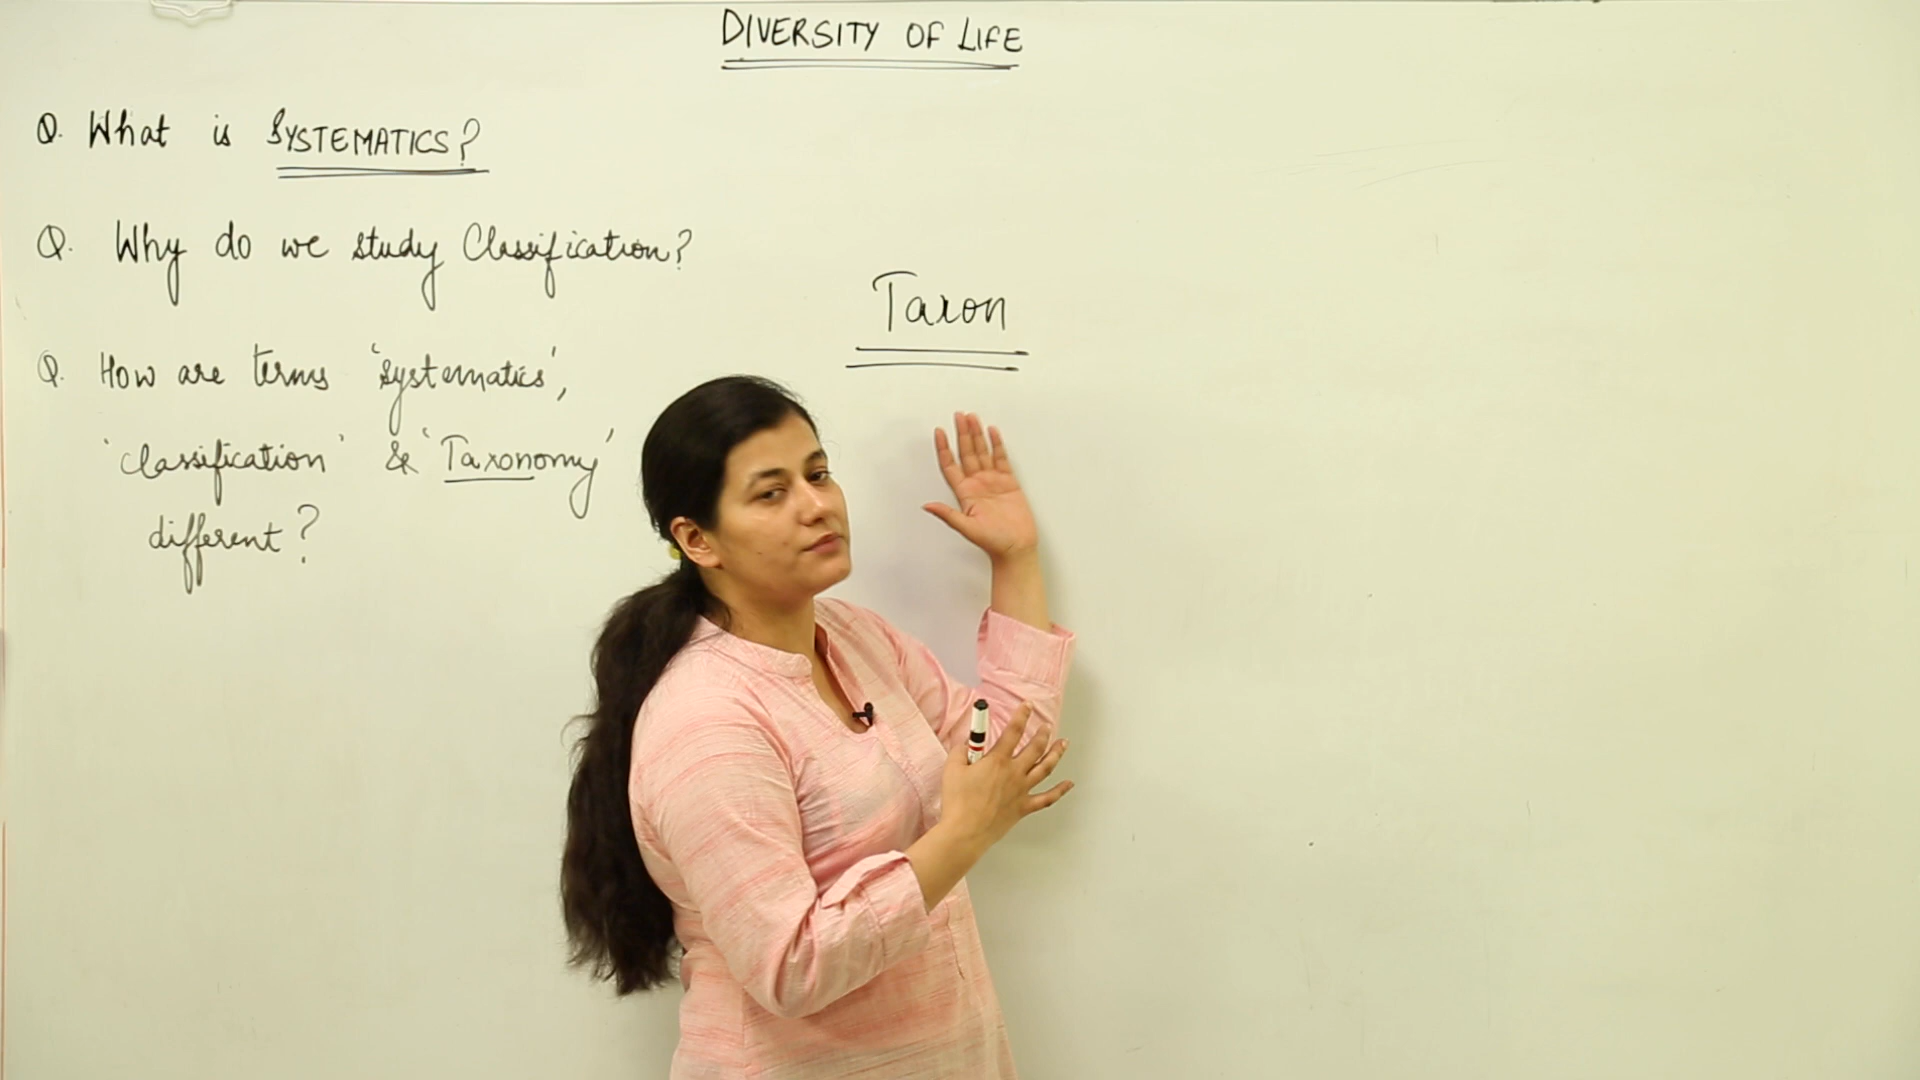 DIVERSITY OF LIFE
Q. What is SYSTEMATICS?
Q. Why do we study Classification?
Taxon
Q. How are terms 'systematics',
'classification' & 'Taxonomy'
different?